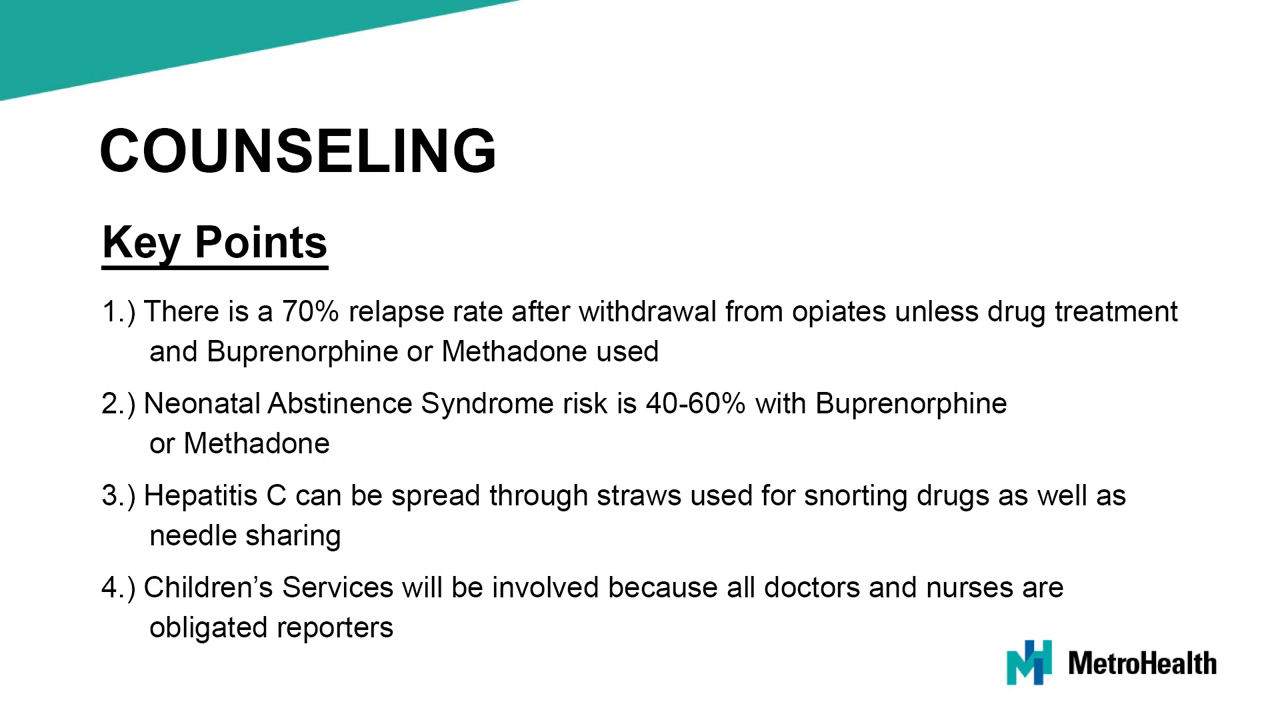 COUNSELING
Key Points
1.) There is a 70% relapse rate after withdrawal from opiates unless drug treatment
and Buprenorphine or Methadone used
2.) Neonatal Abstinence Syndrome risk is 40-60% with Buprenorphine
or Methadone
3.) Hepatitis C can be spread through straws used for snorting drugs as well as
needle sharing
4.) Children’s Services will be involved because all doctors and nurses are
obligated reporters
MetroHealth